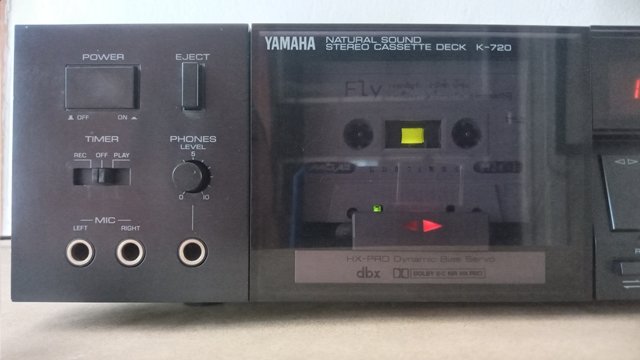 POWER
EJECT
OFF
ON
TIMER
REC
OFF
PLAY
PHONES
LEVEL
5
0
10
MIC
LEFT
RIGHT
YAMAHA
NATURAL SOUND
STEREO CASSETTE DECK K-720
Fly
HX-PRO Dynamic Bias Servo
dbx
DOLBY B-C NR HX PRO